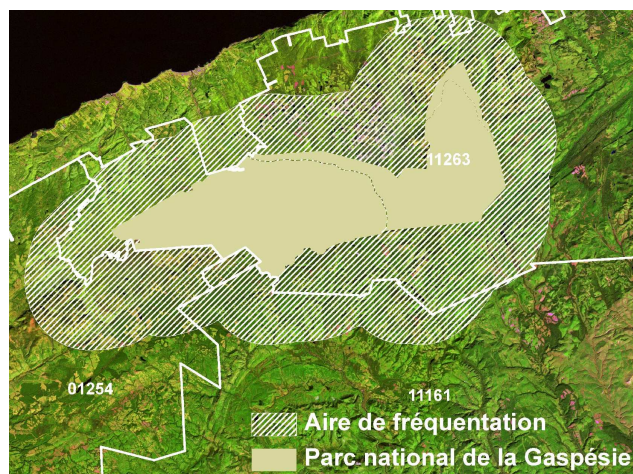 11263
01254
11161
Aire de fréquentation
Parc national de la Gaspésie